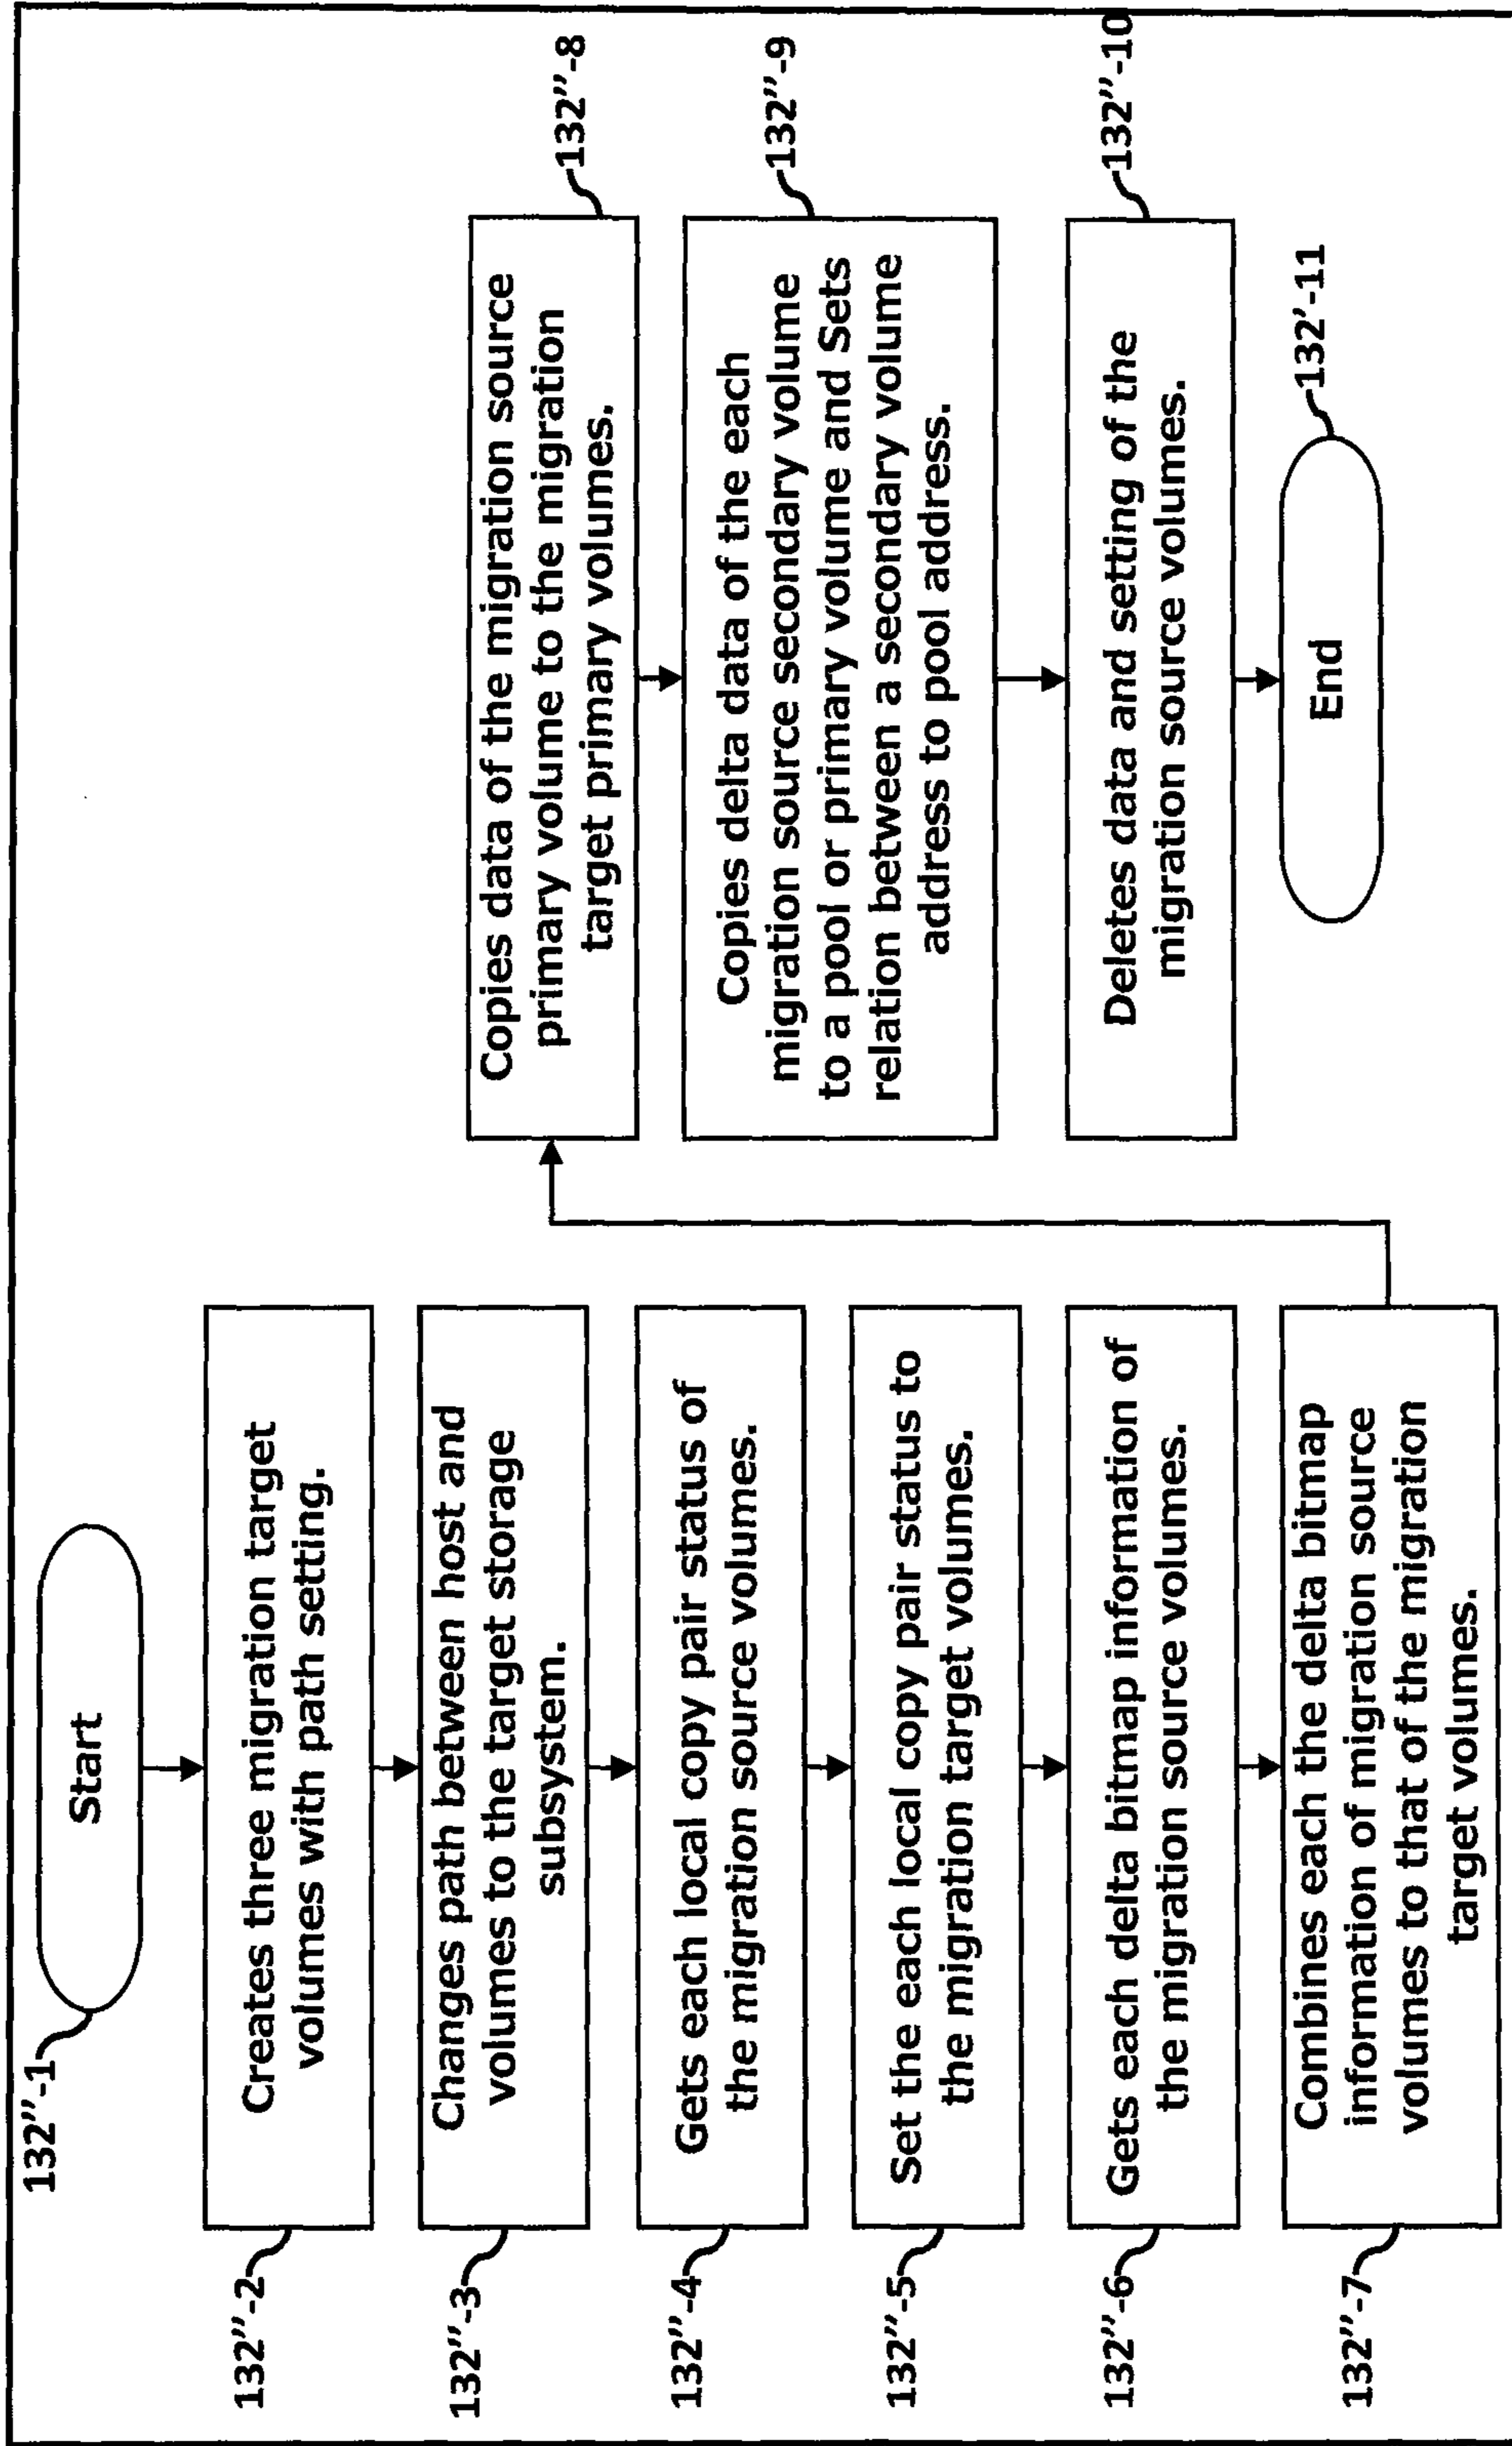 132''-1
Start
132''-2
Creates three migration target
volumes with path setting.
132''-3
Changes path between host and
volumes to the target storage
subsystem.
132''-4
Gets each local copy pair status of
the migration source volumes.
132''-5
Set the each local copy pair status to
the migration target volumes.
132''-6
Gets each delta bitmap information of
the migration source volumes.
132''-7
Combines each the delta bitmap
information of migration source
volumes to that of the migration
target volumes.
132''-8
Copies data of the migration source
primary volume to the migration
target primary volumes.
132''-9
Copies delta data of the each
migration source secondary volume
to a pool or primary volume and Sets
relation between a secondary volume
address to pool address.
132''-10
Deletes data and setting of the
migration source volumes.
132'-11
End